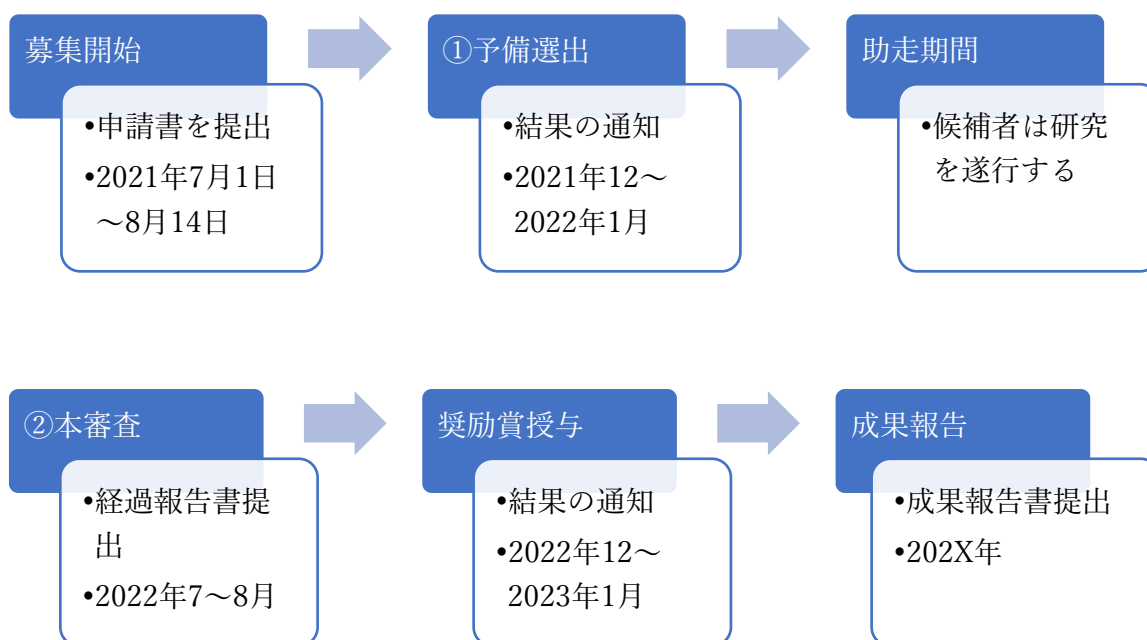 募集開始
•申請書を提出
•2021年7月1日
～8月14日
①予備選出
•結果の通知
•2021年12～
2022年1月
助走期間
•候補者は研究
を遂行する
②本審査
•経過報告書提
出
•2022年7～8月
奨励賞授与
•結果の通知
•2022年12～
2023年1月
成果報告
•成果報告書提出
•202X年